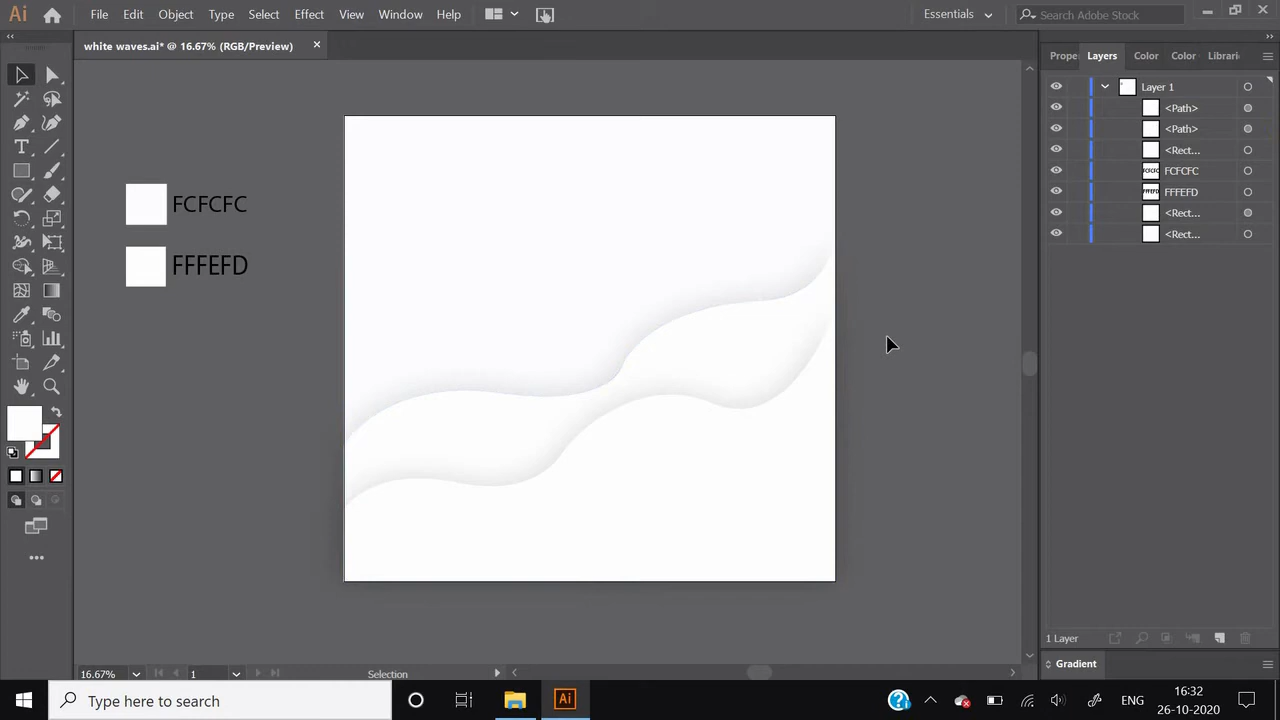 Ai File Edit Object Type Select Effect View Window Help Essentials Search Adobe Stock
white waves.ai* @ 16.67% (RGB/Preview)
Prope Layers Color Color Librari
Layer 1
<Path>
<Path>
<Rect...
FCFCFC
FFFEFD
<Rect...
<Rect...
FCFCFC
FFFEFD
1 Layer
Gradient
16.67% 1 Selection
Type here to search
Ai
ENG
16:32
26-10-2020